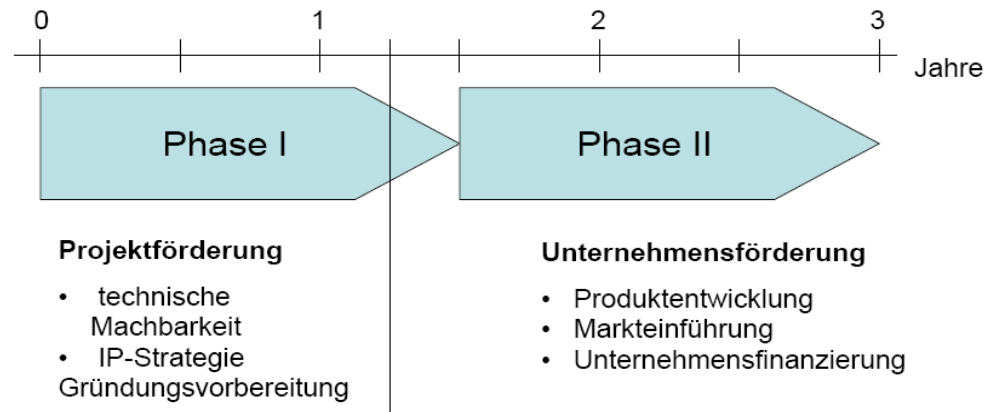 0 1 2 3
Jahre
Phase I
Phase II
Projektförderung
• technische
Machbarkeit
• IP-Strategie
Gründungsvorbereitung
Unternehmensförderung
• Produktentwicklung
• Markteinführung
• Unternehmensfinanzierung